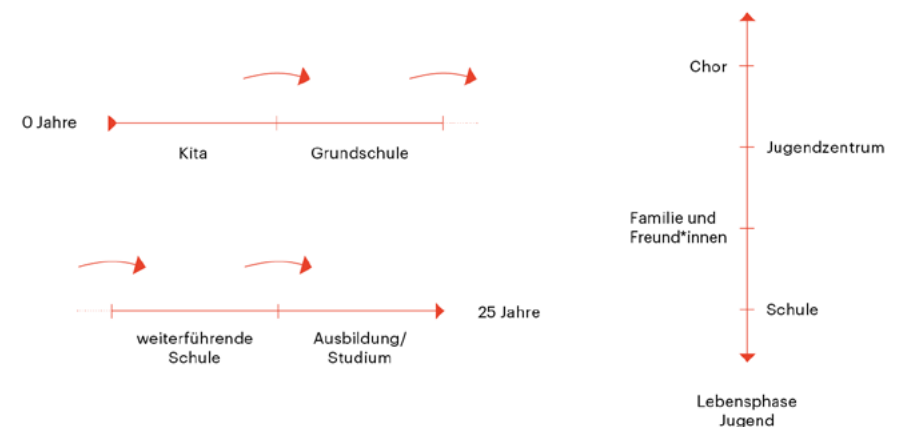 0 Jahre
Kita
Grundschule
weiterführende
Schule
Ausbildung/
Studium
25 Jahre
Chor
Jugendzentrum
Familie und
Freund*innen
Schule
Lebensphase
Jugend